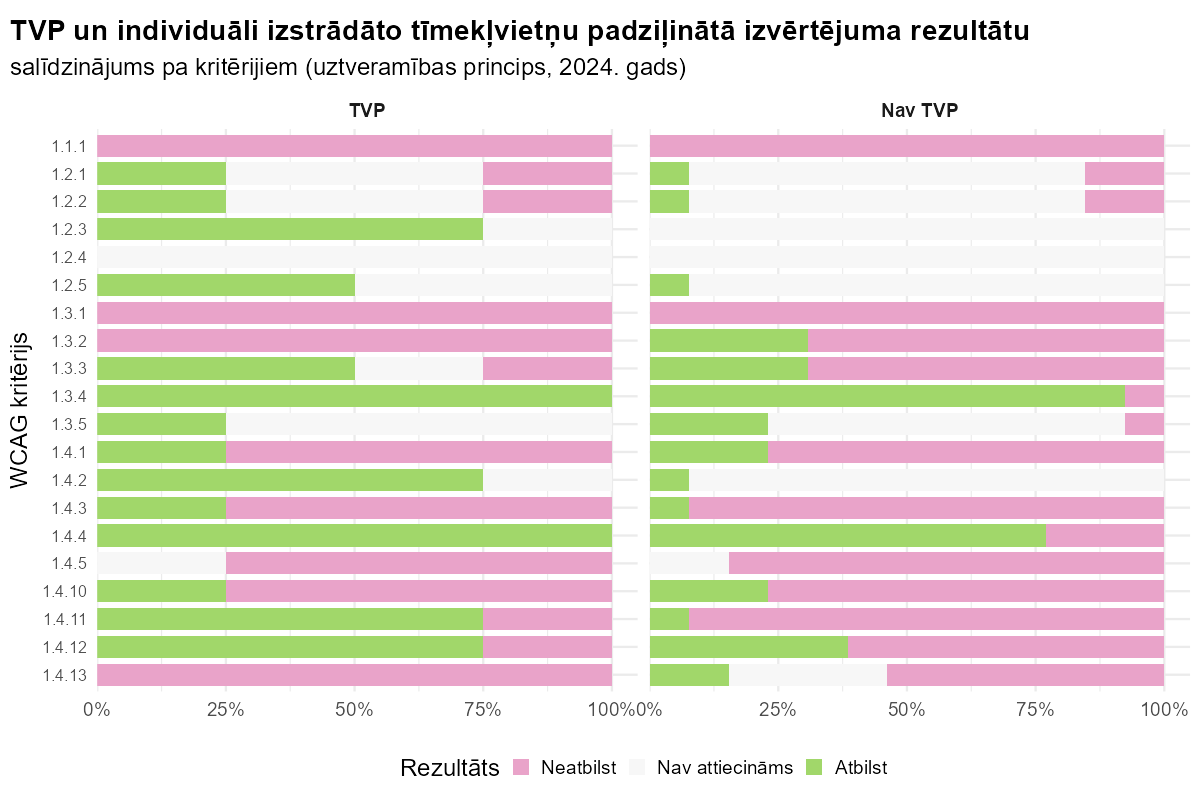 TVP un individuāli izstrādāto tīmekļvietņu padziļinātā izvērtējuma rezultātu
salīdzinājums pa kritērijiem (uztveramības princips, 2024. gads)
TVP
Nav TVP
WCAG kritērijs
1.1.1
1.2.1
1.2.2
1.2.3
1.2.4
1.2.5
1.3.1
1.3.2
1.3.3
1.3.4
1.3.5
1.4.1
1.4.2
1.4.3
1.4.4
1.4.5
1.4.10
1.4.11
1.4.12
1.4.13
0% 25% 50% 75% 100%
0% 25% 50% 75% 100%
Rezultāts Neatbilst Nav attiecināms Atbilst